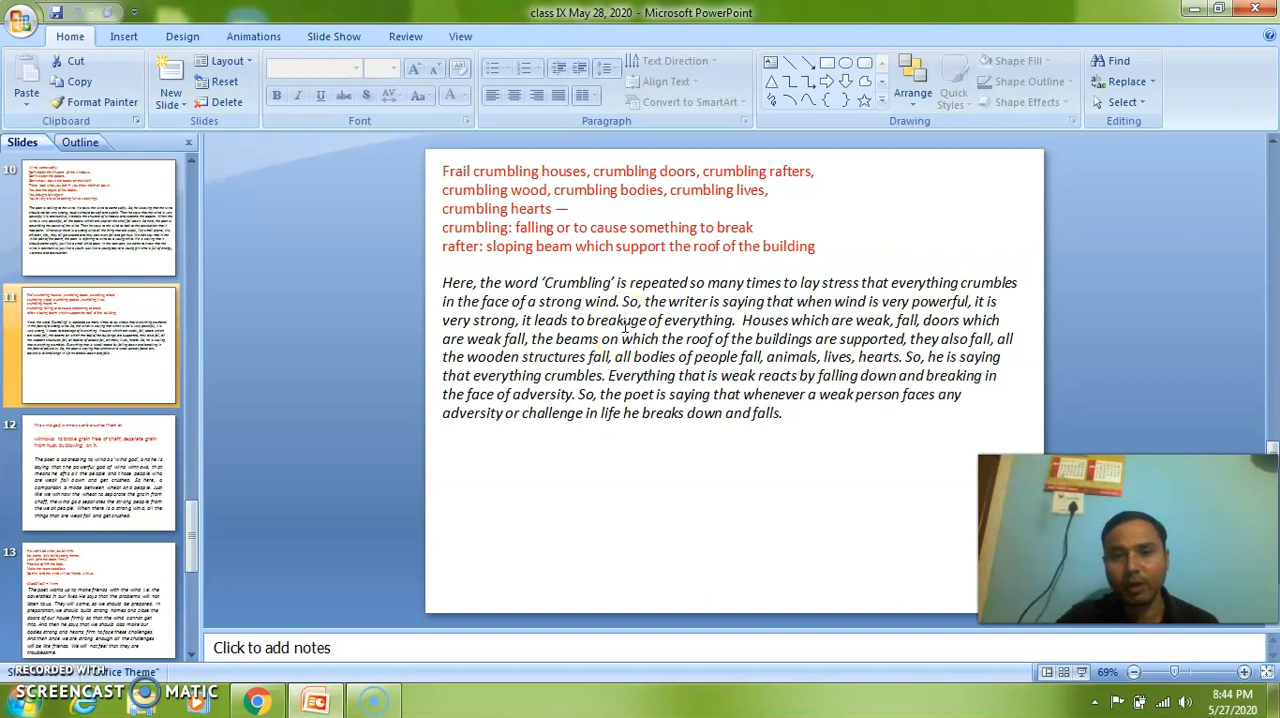 class IX May 28, 2020 - Microsoft PowerPoint
Home Insert Design Animations Slide Show Review View
Paste
Cut
Copy
Format Painter
Clipboard
New Slide
Layout
Reset
Delete
Slides
Font
Text Direction
Align Text
Convert to SmartArt
Paragraph
Arrange
Quick Styles
Shape Fill
Shape Outline
Shape Effects
Drawing
Find
Replace
Select
Editing
Slides Outline
10
11
12
13
Frail crumbling houses, crumbling doors, crumbling rafters,
crumbling wood, crumbling bodies, crumbling lives,
crumbling hearts —
crumbling: falling or to cause something to break
rafter: sloping beam which support the roof of the building
Here, the word ‘Crumbling’ is repeated so many times to lay stress that everything crumbles
in the face of a strong wind. So, the writer is saying that when wind is very powerful, it is
very strong, it leads to breakage of everything. Houses which are weak, fall, doors which
are weak fall, the beams on which the roof of the buildings are supported, they also fall, all
the wooden structures fall, all bodies of people fall, animals, lives, hearts. So, he is saying
that everything crumbles. Everything that is weak reacts by falling down and breaking in
the face of adversity. So, the poet is saying that whenever a weak person faces any
adversity or challenge in life he breaks down and falls.
Click to add notes
"Office Theme"
69%
RECORDED WITH
SCREENCAST MATIC
8:44 PM
5/27/2020